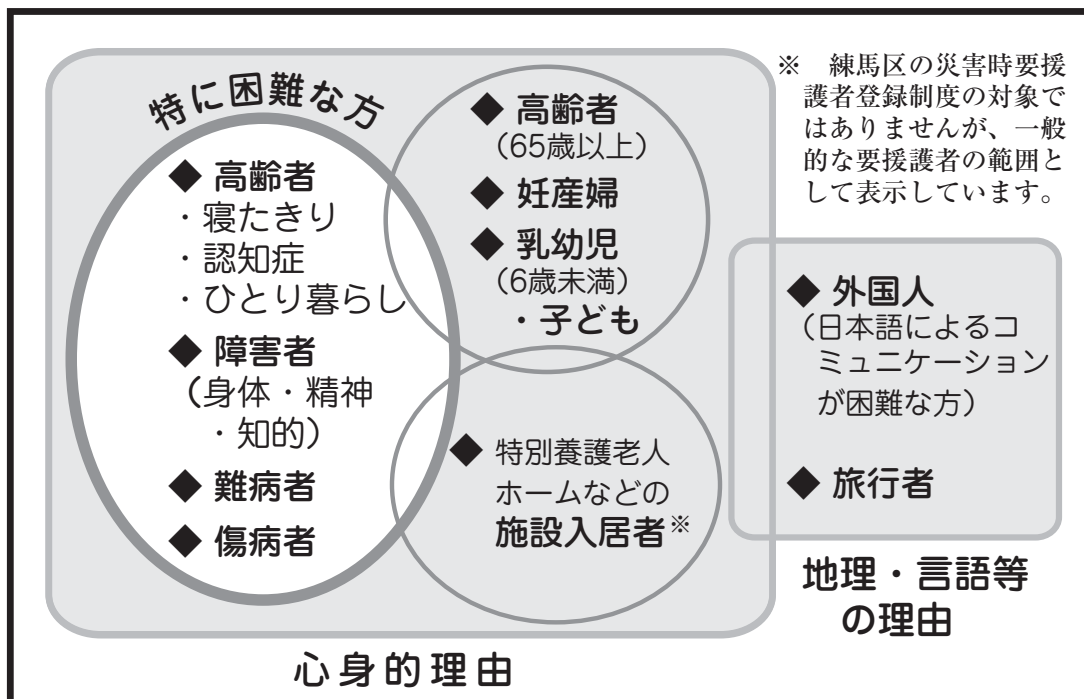 特に困難な方
◆ 高齢者
・寝たきり
・認知症
・ひとり暮らし
◆ 障害者
(身体・精神
・知的)
◆ 難病者
◆ 傷病者
◆ 高齢者
(65歳以上)
◆ 妊産婦
◆ 乳幼児
(6歳未満)
・子ども
◆ 特別養護老人
ホームなどの
施設入居者※
心身的理由
※ 練馬区の災害時要援
護者登録制度の対象で
はありませんが、一般
的な要援護者の範囲と
して表示しています。
◆ 外国人
(日本語によるコ
ミュニケーション
が困難な方)
◆ 旅行者
地理・言語等
の理由